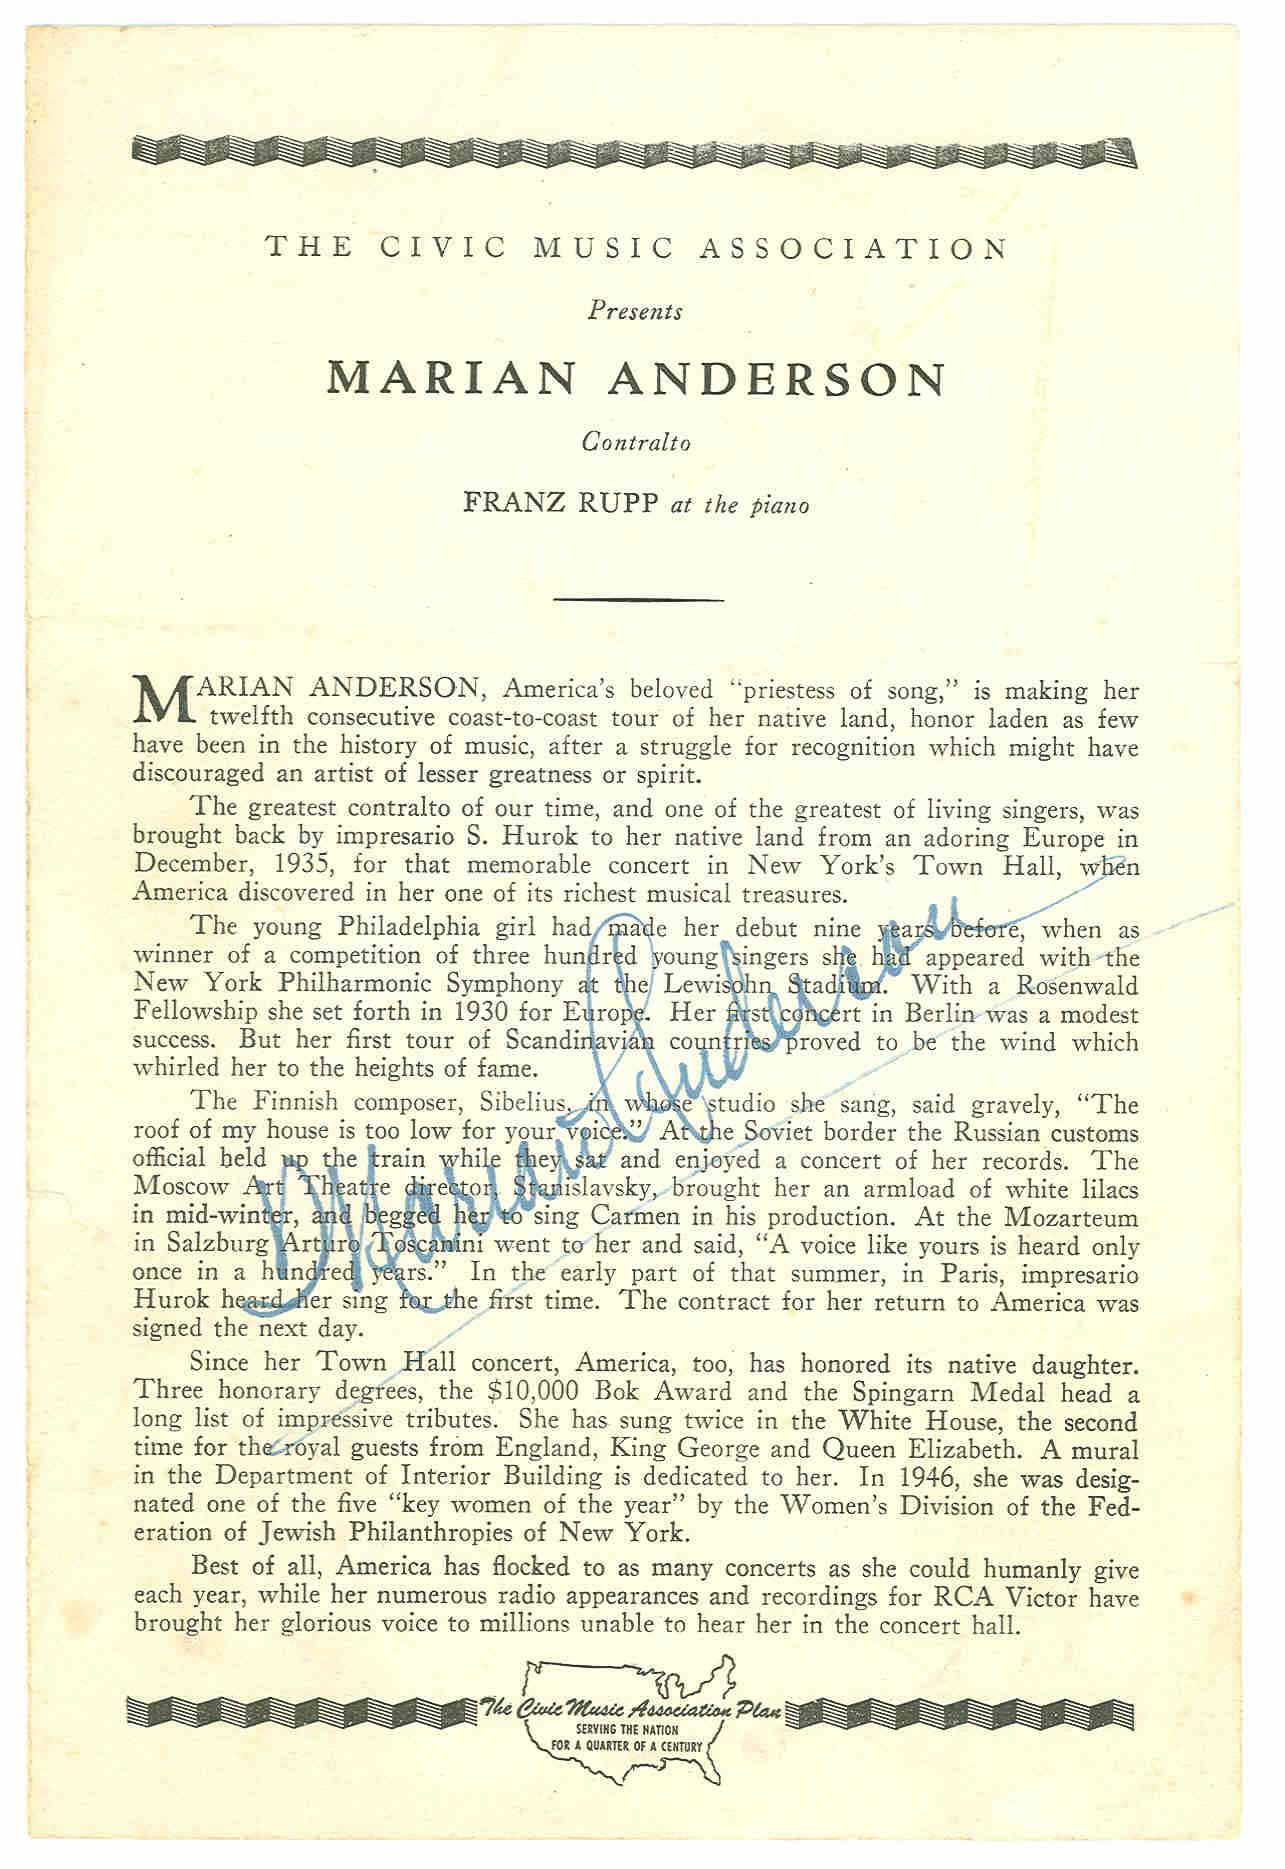 THE CIVIC MUSIC ASSOCIATION
Presents
MARIAN ANDERSON
Contralto
FRANZ RUPP at the piano
MARIAN ANDERSON, America's beloved "priestess of song," is making her
twelfth consecutive coast-to-coast tour of her native land, honor laden as few
have been in the history of music, after a struggle for recognition which might have
discouraged an artist of lesser greatness or spirit.
The greatest contralto of our time, and one of the greatest of living singers, was
brought back by impresario S. Hurok to her native land from an adoring Europe in
December, 1935, for that memorable concert in New York's Town Hall, when
America discovered in her one of its richest musical treasures.
The young Philadelphia girl had made her debut nine years before, when as
winner of a competition of three hundred young singers she had appeared with the
New York Philharmonic Symphony at the Lewisohn Stadium. With a Rosenwald
Fellowship she set forth in 1930 for Europe. Her first concert in Berlin was a modest
success. But her first tour of Scandinavian countries proved to be the wind which
whirled her to the heights of fame.
The Finnish composer, Sibelius, in whose studio she sang, said gravely, "The
roof of my house is too low for your voice." At the Soviet border the Russian customs
official held up the train while they sat and enjoyed a concert of her records. The
Moscow Art Theatre director, Stanislavsky, brought her an armload of white lilacs
in mid-winter, and begged her to sing Carmen in his production. At the Mozarteum
in Salzburg Arturo Toscanini went to her and said, "A voice like yours is heard only
once in a hundred years." In the early part of that summer, in Paris, impresario
Hurok heard her sing for the first time. The contract for her return to America was
signed the next day.
Since her Town Hall concert, America, too, has honored its native daughter.
Three honorary degrees, the $10,000 Bok Award and the Spingarn Medal head a
long list of impressive tributes. She has sung twice in the White House, the second
time for the royal guests from England, King George and Queen Elizabeth. A mural
in the Department of Interior Building is dedicated to her. In 1946, she was desig-
nated one of the five "key women of the year" by the Women's Division of the Fed-
eration of Jewish Philanthropies of New York.
Best of all, America has flocked to as many concerts as she could humanly give
each year, while her numerous radio appearances and recordings for RCA Victor have
brought her glorious voice to millions unable to hear her in the concert hall.
Marian Anderson
The Civic Music Association Plan
SERVING THE NATION
FOR A QUARTER OF A CENTURY